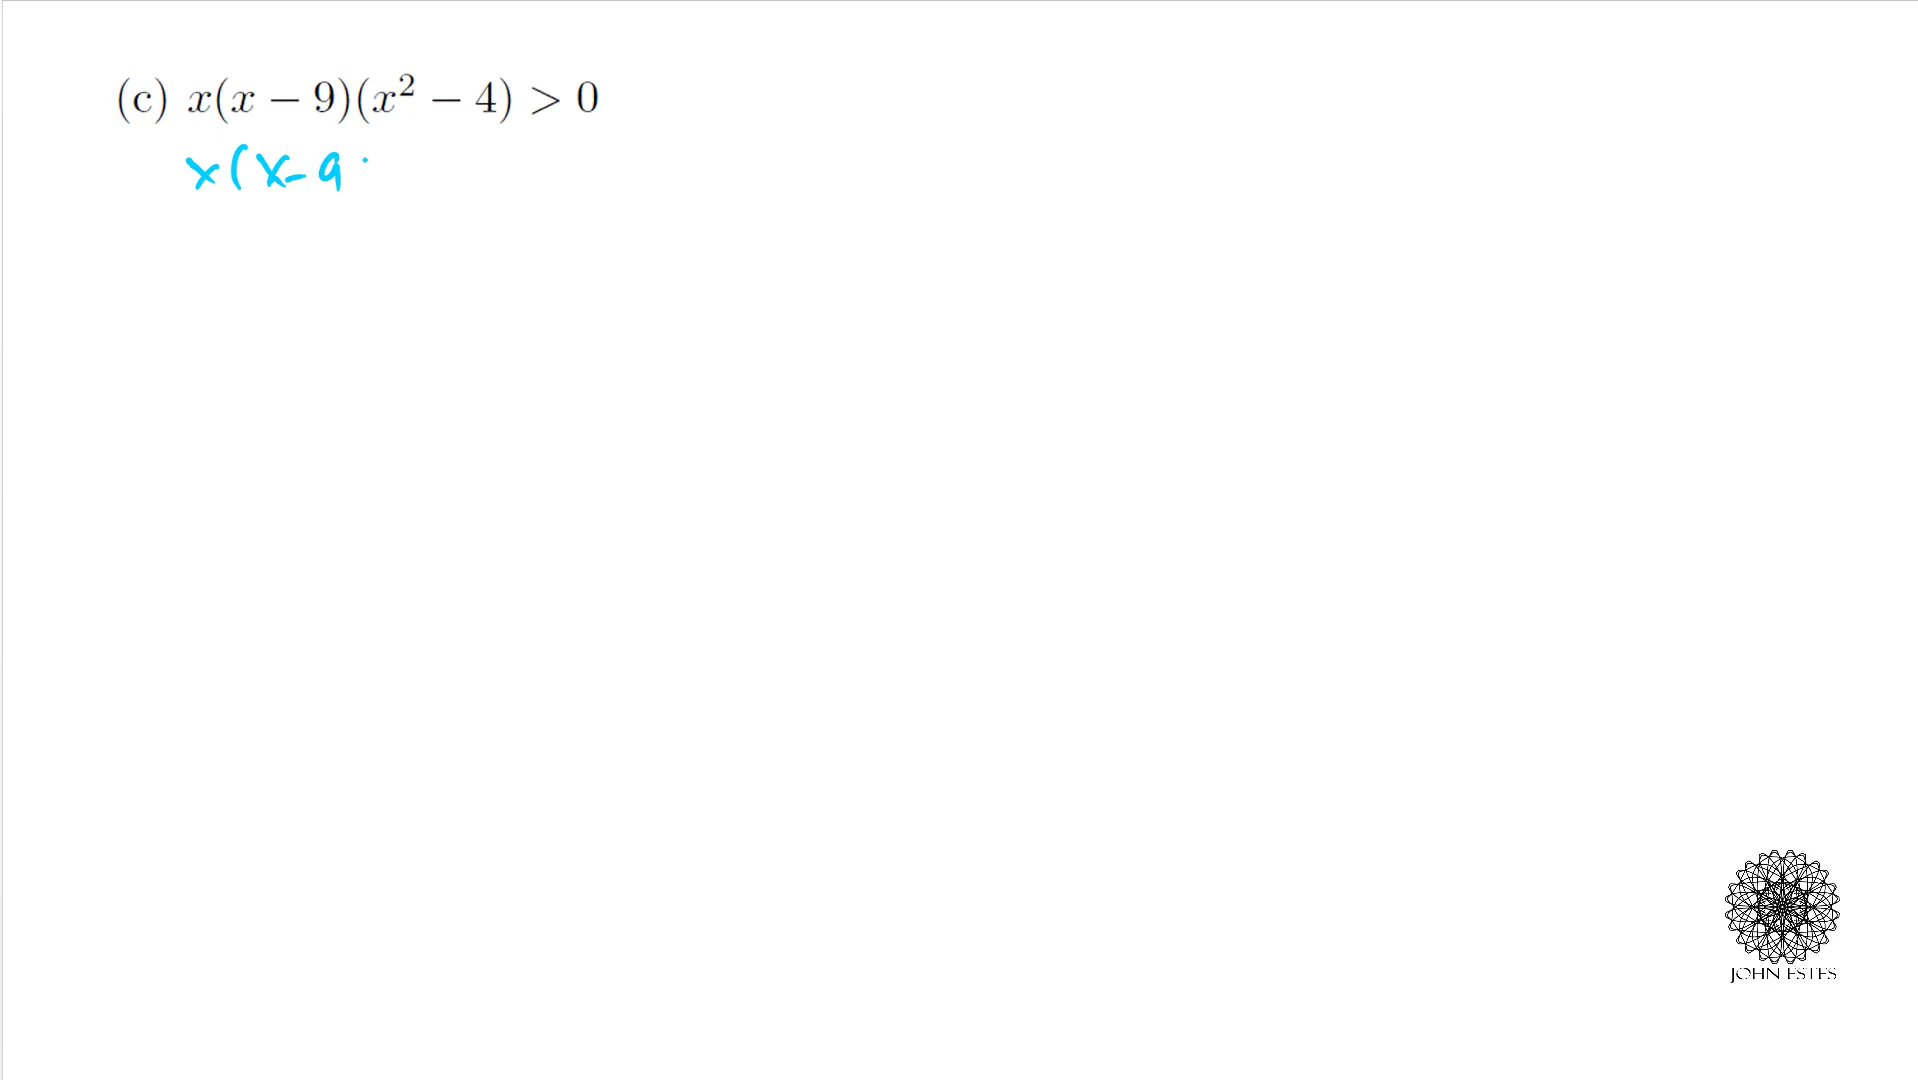 (c) x(x − 9)(x² − 4) > 0
x(x-9
JOHN ESTES